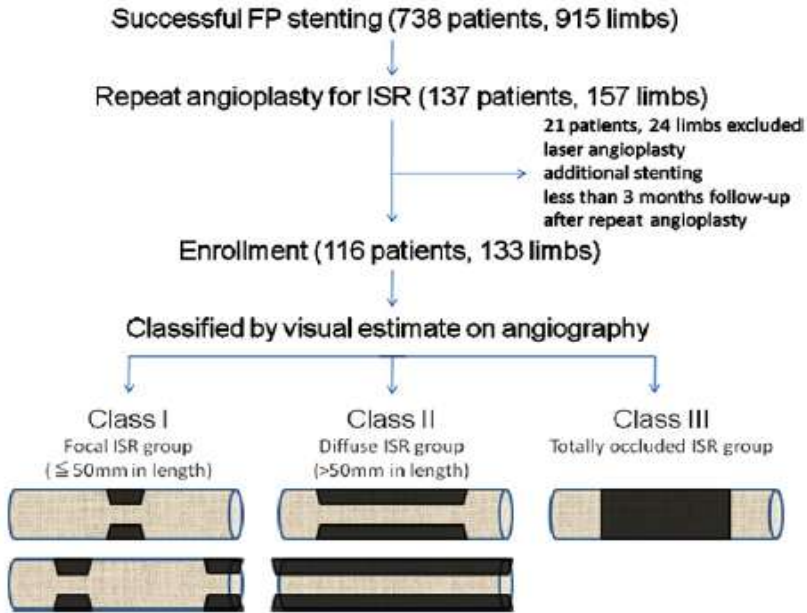 Successful FP stenting (738 patients, 915 limbs)
Repeat angioplasty for ISR (137 patients, 157 limbs)
21 patients, 24 limbs excluded
laser angioplasty
additional stenting
less than 3 months follow-up
after repeat angioplasty
Enrollment (116 patients, 133 limbs)
Classified by visual estimate on angiography
Class I
Focal ISR group
(≦50mm in length)
Class II
Diffuse ISR group
(>50mm in length)
Class III
Totally occluded ISR group